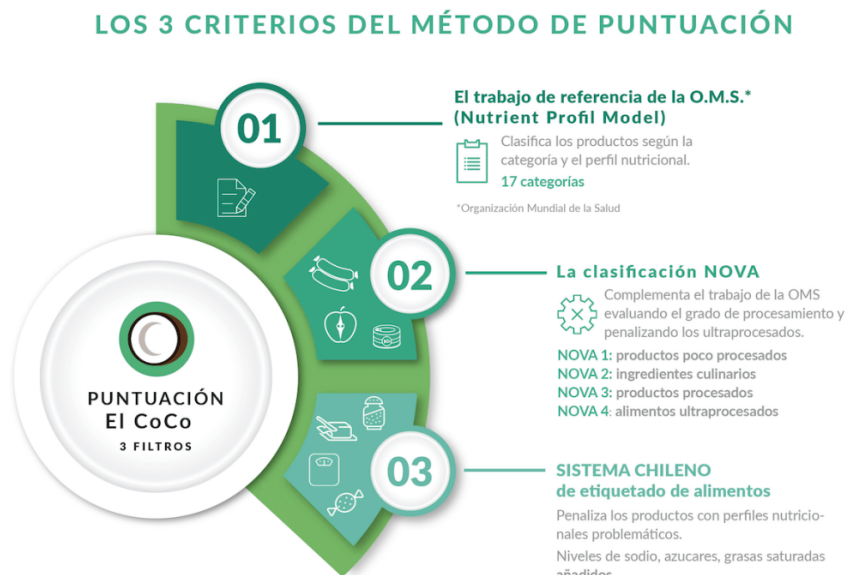 LOS 3 CRITERIOS DEL MÉTODO DE PUNTUACIÓN
01
El trabajo de referencia de la O.M.S.*
(Nutrient Profil Model)
Clasifica los productos según la
categoría y el perfil nutricional.
17 categorías
*Organización Mundial de la Salud
02
La clasificación NOVA
Complementa el trabajo de la OMS
evaluando el grado de procesamiento y
penalizando los ultraprocesados.
NOVA 1: productos poco procesados
NOVA 2: ingredientes culinarios
NOVA 3: productos procesados
NOVA 4: alimentos ultraprocesados
PUNTUACIÓN
El CoCo
3 FILTROS
03
SISTEMA CHILENO
de etiquetado de alimentos
Penaliza los productos con perfiles nutricio-
nales problemáticos.
Niveles de sodio, azucares, grasas saturadas
añadidos